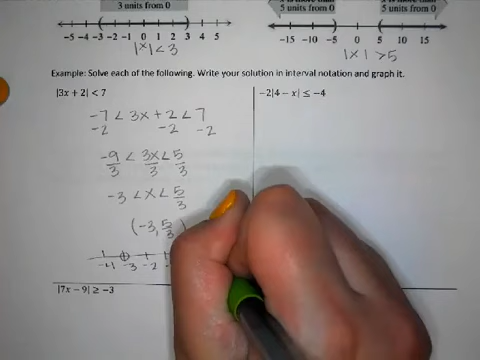 3 units from 0
5 units from 0
5 units from 0
-5 -4 -3 -2 -1 0 1 2 3 4 5
-15 -10 -5 0 5 10 15
|x| < 3
|x| > 5
Example: Solve each of the following. Write your solution in interval notation and graph it.
|3x + 2| < 7
-7 < 3x + 2 < 7
-2 -2 -2
-9 < 3x < 5
3 3 3
-3 < x < 5/3
(-3, 5/3)
-4 -3 -2
-2|4 − x| ≤ −4
|7x − 9| ≥ −3